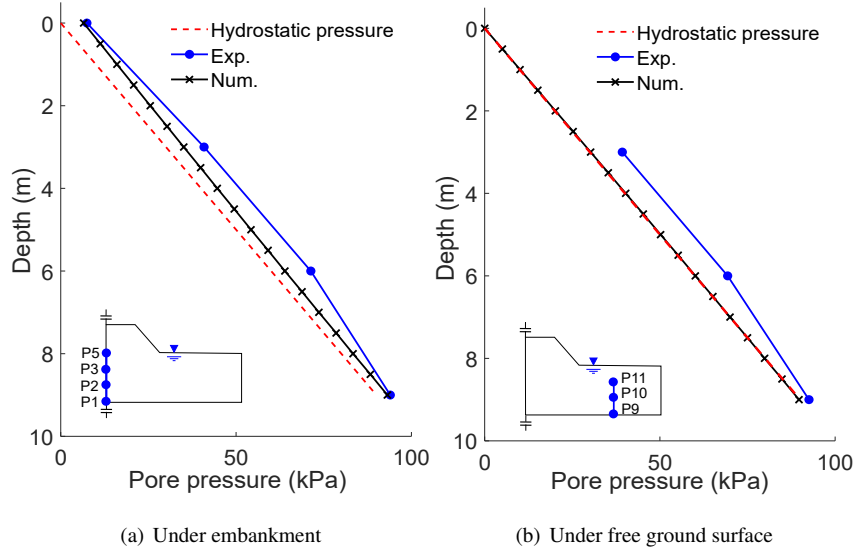 0
2
4
6
8
10
Depth (m)
0
50
100
Pore pressure (kPa)
Hydrostatic pressure
Exp.
Num.
P5
P3
P2
P1
(a) Under embankment
0
2
4
6
8
10
Depth (m)
0
50
100
Pore pressure (kPa)
Hydrostatic pressure
Exp.
Num.
P11
P10
P9
(b) Under free ground surface